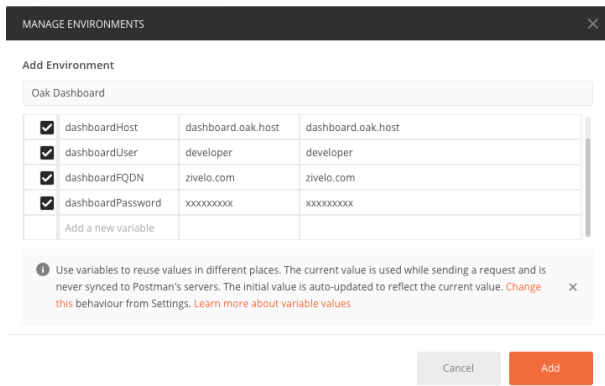 MANAGE ENVIRONMENTS
Add Environment
Oak Dashboard
dashboardHost dashboard.oak.host dashboard.oak.host
dashboardUser developer developer
dashboardFQDN zivelo.com zivelo.com
dashboardPassword xxxxxxxxx xxxxxxxxx
Add a new variable
Use variables to reuse values in different places. The current value is used while sending a request and is
never synced to Postman's servers. The initial value is auto-updated to reflect the current value. Change
this behaviour from Settings. Learn more about variable values
Cancel Add